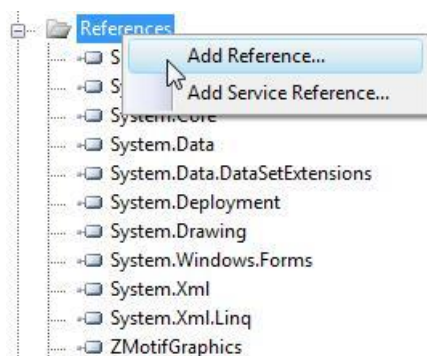 References
Add Reference...
Add Service Reference...
System.Core
System.Data
System.Data.DataSetExtensions
System.Deployment
System.Drawing
System.Windows.Forms
System.Xml
System.Xml.Linq
ZMotifGraphics